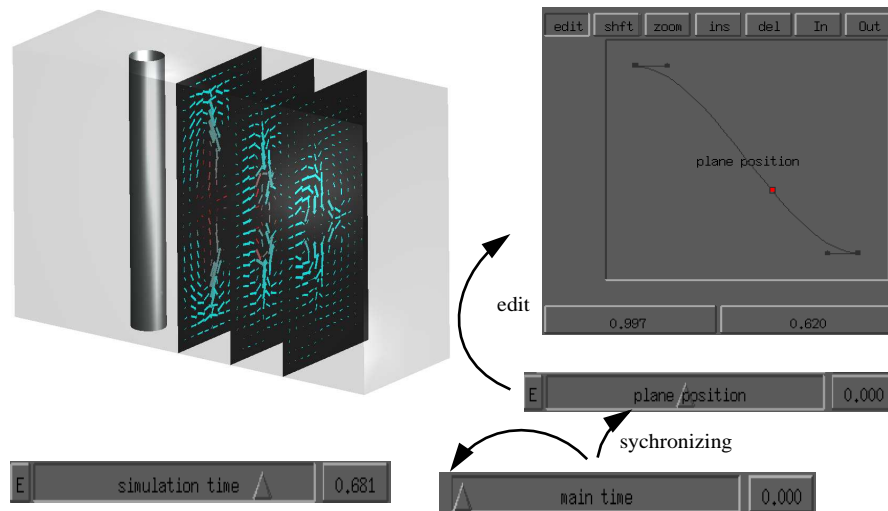 edit shft zoom ins del In Out
plane position
0.997 0.620
edit
E plane position 0.000
sychronizing
E simulation time 0.681
main time 0.000